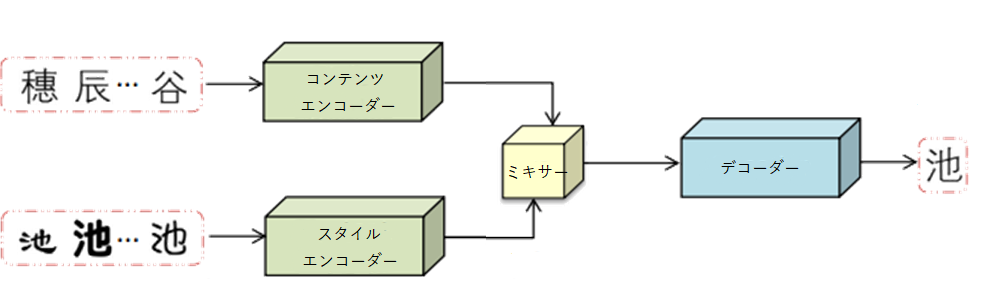 穗 辰…谷
コンテンツ
エンコーダー
ミキサー
デコーダー
池
池 池…池
スタイル
エンコーダー